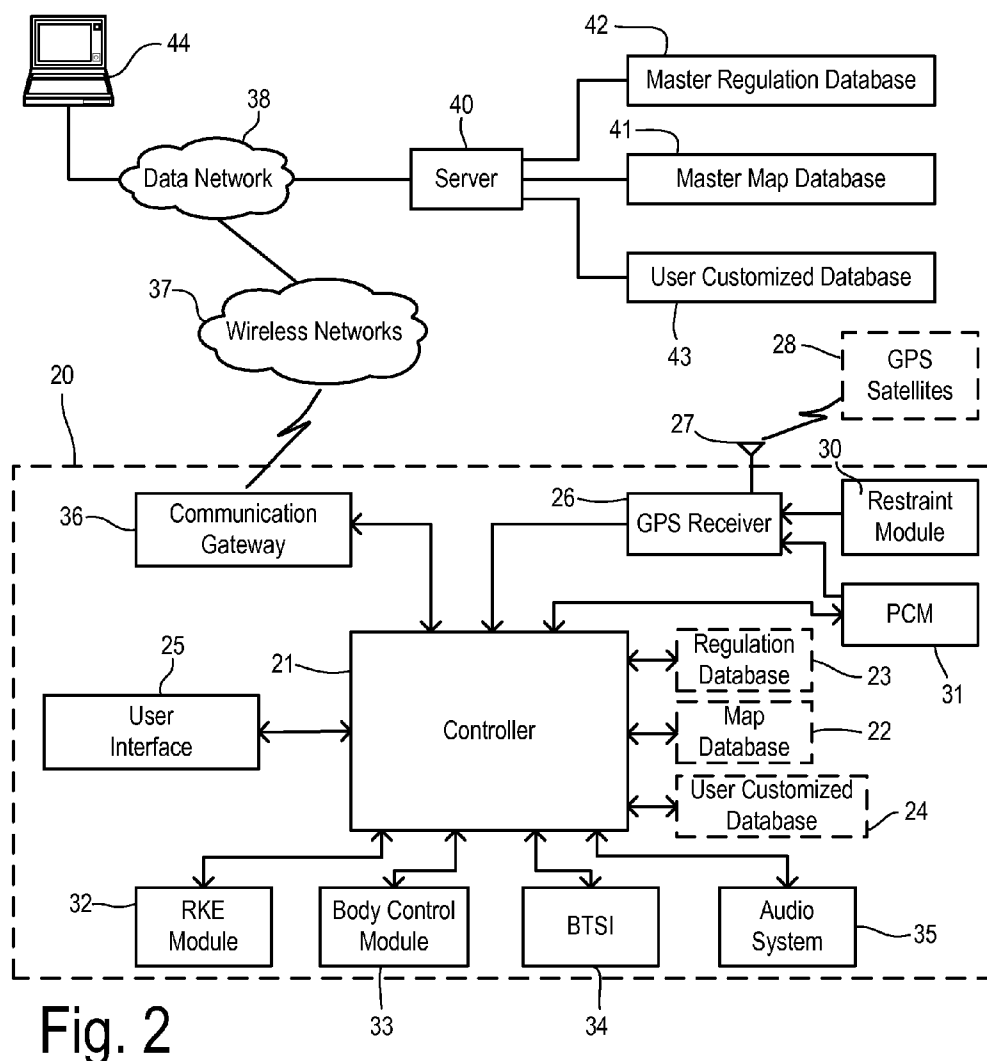 44
42
Master Regulation Database
38
40
41
Data Network
Server
Master Map Database
37
Wireless Networks
User Customized Database
43
28
GPS
Satellites
20
27
30
36
Communication
Gateway
26
GPS Receiver
Restraint
Module
PCM
31
25
User
Interface
21
Controller
Regulation
Database
23
Map
Database
22
User Customized
Database
24
32
RKE
Module
Body Control
Module
33
BTSI
34
Audio
System
35
Fig. 2